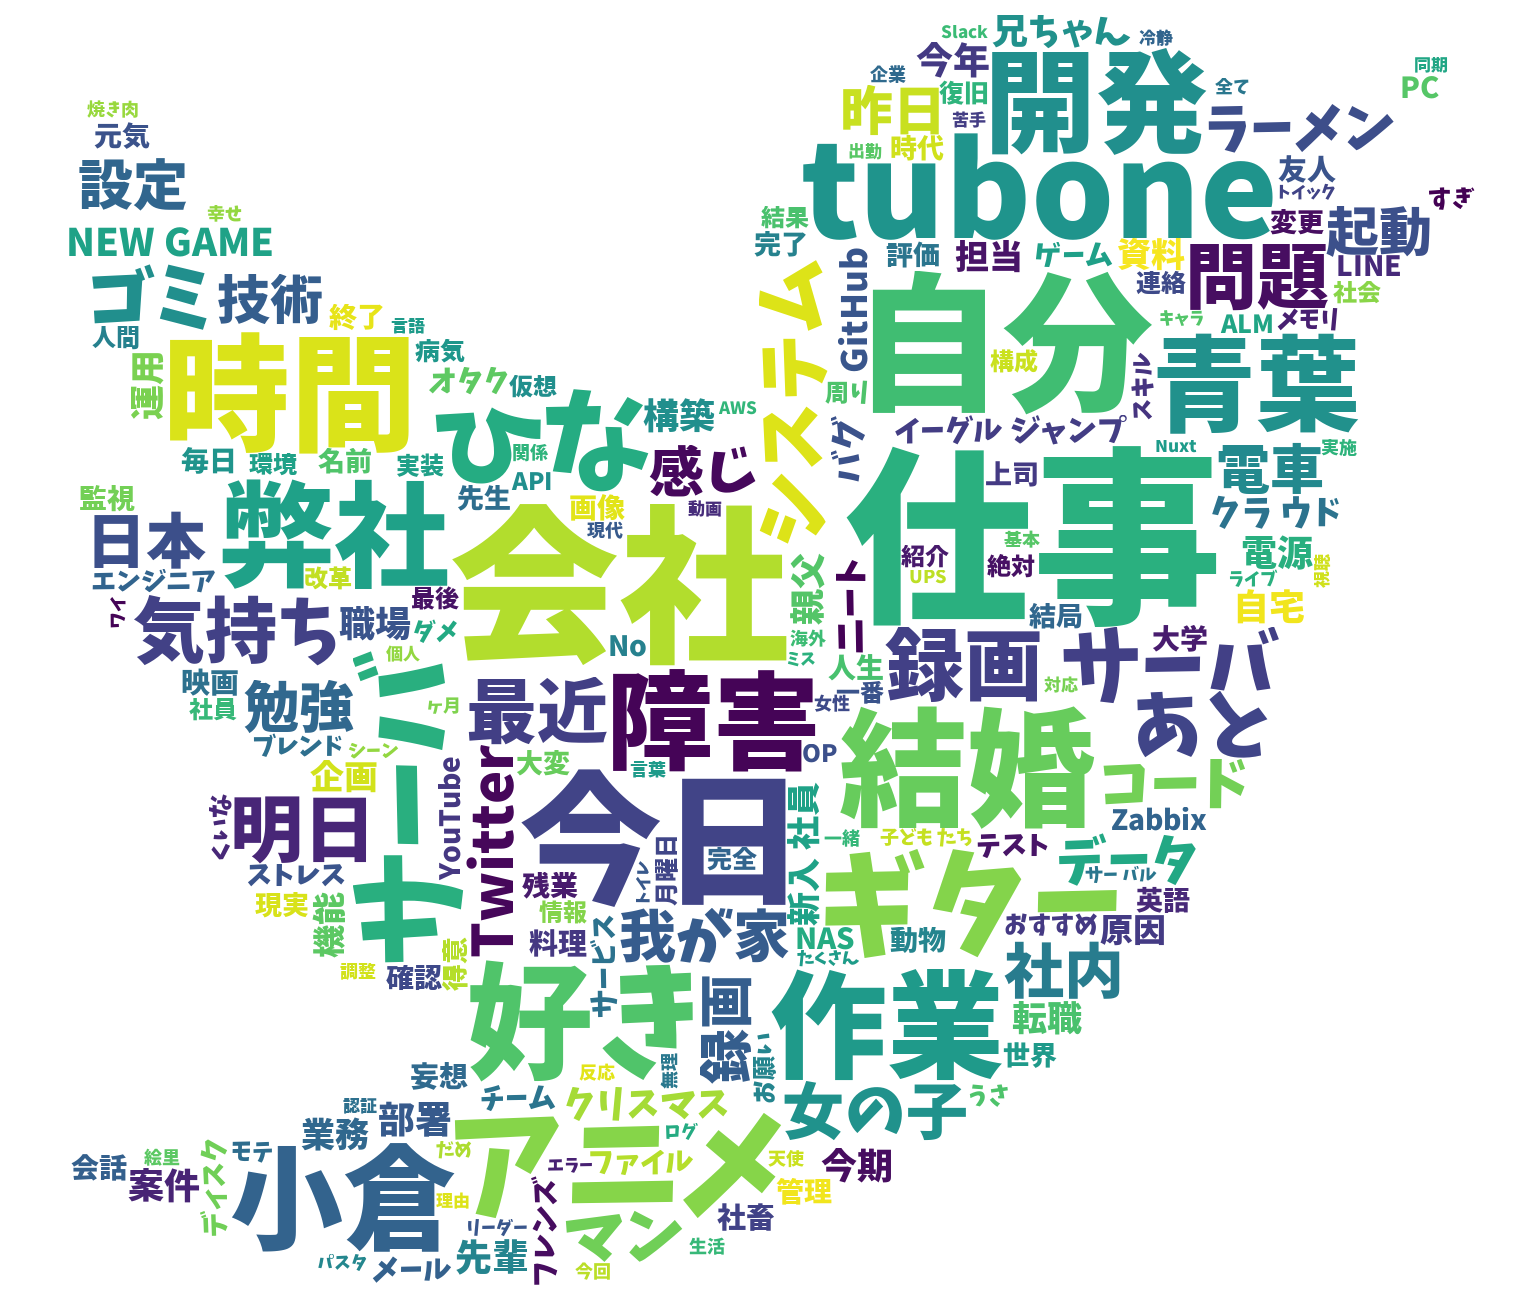 Slack
兄ちゃん
冷静
今年
企業
開発
全て
同期
PC
昨日
復旧
苦手
ラーメン
焼き肉
元気
出勤
時代
tubone
友人
トイック
設定
すぎ
幸せ
結果
変更
起動
NEW GAME
完了
評価
担当
ゲーム
資料
問題
LINE
GitHub
連絡
社会
ゴミ
技術
システム
自分
キャラ
ALM
メモリ
人間
終了
言語
時間
病気
構成
青葉
運用
オタク
仮想
周り
スキル
ひな
構築
AWS
バグ
イーグル
ジャンプ
毎日
環境
名前
実装
関係
感じ
仕事
上司
Nuxt
電車
実施
監視
弊社
先生
API
画像
動画
現代
クラウド
日本
会社
紹介
基本
絶対
電源
エンジニア
改革
親父
ニート
UPS
ライブ
視聴
ワイ
気持ち
職場
最後
ダメ
結局
自宅
個人
No
海外
ミス
録画
サーバ
大学
映画
社員
勉強
ミーキー
ヶ月
最近
障害
人生
一番
女性
対応
あと
ブレンド
シーン
企画
YouTube
Twitter
大変
言葉
OP
結婚
コード
くいな
明日
今日
完全
新入社員
一緒
子どもたち
テスト
Zabbix
データ
ストレス
残業
トイレ
月曜日
ギター
サーバル
英語
現実
機能
情報
サービス
我が家
NAS
動物
おすすめ
原因
料理
たくさん
調整
確認
得意
好き
録画
作業
社内
転職
お願い
世界
妄想
無理
反応
チーム
クリスマス
女の子
うさ
認証
部署
業務
アニメ
ログ
だめ
エラー
ファイル
天使
今期
会話
絵里
案件
モテ
ディスク
小倉
理由
フレンズ
管理
社畜
リーダー
先輩
マン
生活
パスタ
メール
今回